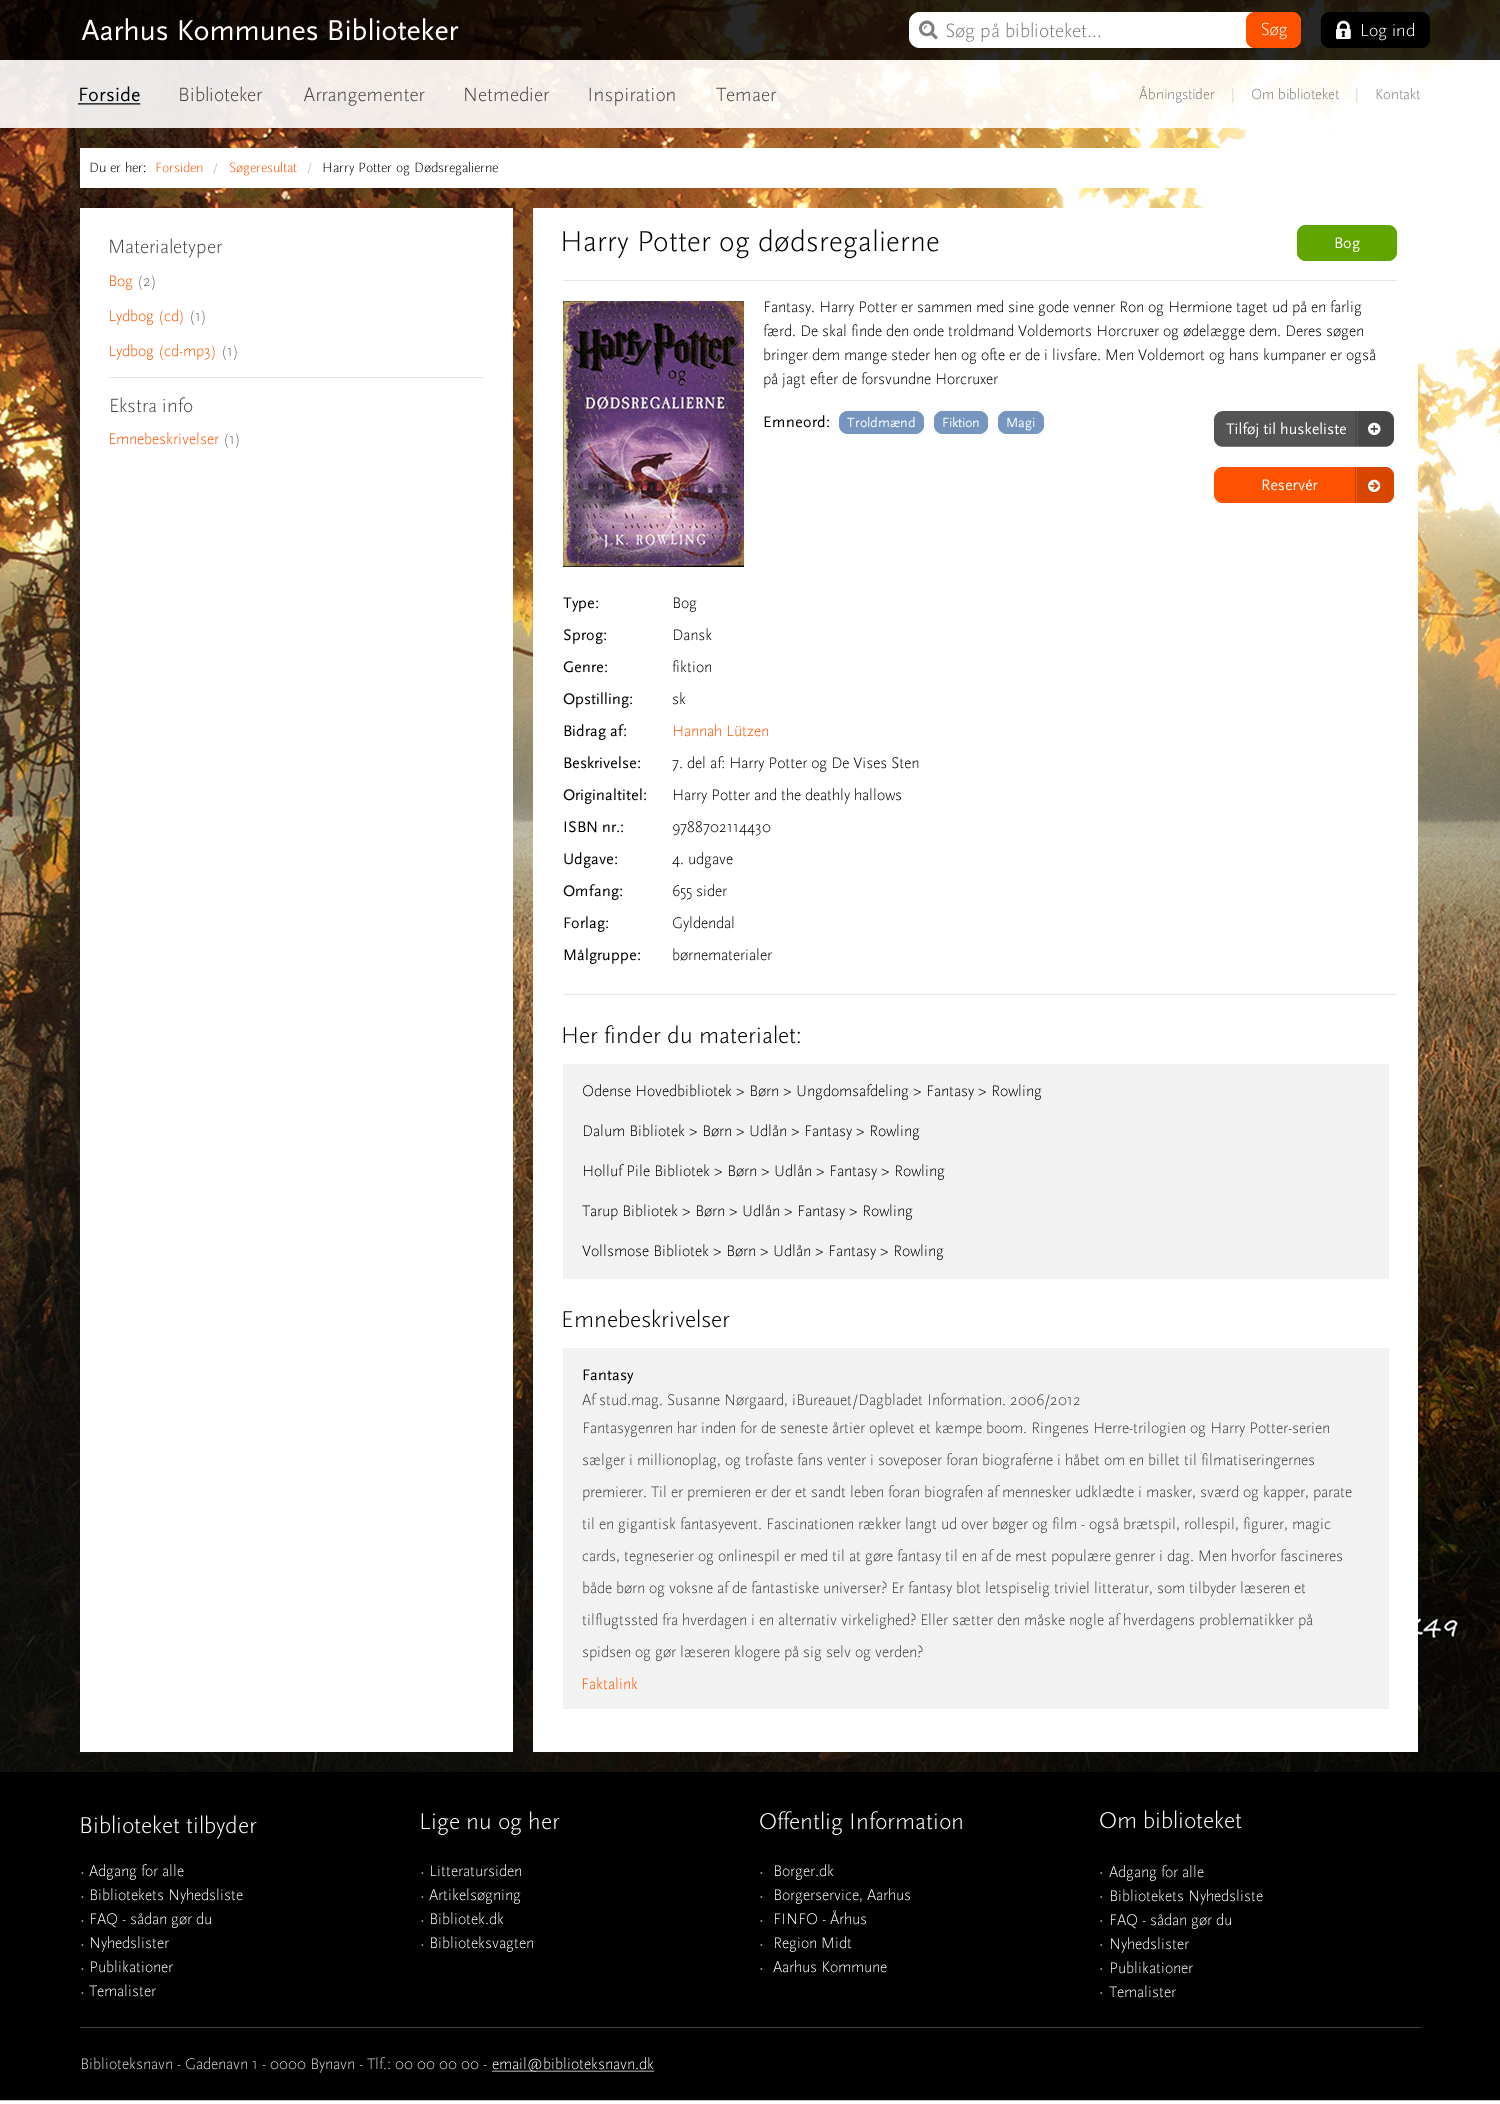 Aarhus Kommunes Biblioteker
Søg på biblioteket...
Søg
Log ind
Forside
Biblioteker
Arrangementer
Netmedier
Inspiration
Temaer
Åbningstider | Om biblioteket | Kontakt
Du er her: Forsiden / Søgeresultat / Harry Potter og Dødsregalierne
Materialetyper
Bog (2)
Lydbog (cd) (1)
Lydbog (cd-mp3) (1)
Ekstra info
Emnebeskrivelser (1)
Harry Potter og dødsregalierne
Bog
Harry Potter
og
DØDSREGALIERNE
J.K. ROWLING
Fantasy. Harry Potter er sammen med sine gode venner Ron og Hermione taget ud på en farlig
færd. De skal finde den onde troldmand Voldemorts Horcruxer og ødelægge dem. Deres søgen
bringer dem mange steder hen og ofte er de i livsfare. Men Voldemort og hans kumpaner er også
på jagt efter de forsvundne Horcruxer
Emneord: Troldmænd Fiktion Magi
Tilføj til huskeliste
Reservér
Type: Bog
Sprog: Dansk
Genre: fiktion
Opstilling: sk
Bidrag af: Hannah Lützen
Beskrivelse: 7. del af: Harry Potter og De Vises Sten
Originaltitel: Harry Potter and the deathly hallows
ISBN nr.: 9788702114430
Udgave: 4. udgave
Omfang: 655 sider
Forlag: Gyldendal
Målgruppe: børnematerialer
Her finder du materialet:
Odense Hovedbibliotek > Børn > Ungdomsafdeling > Fantasy > Rowling
Dalum Bibliotek > Børn > Udlån > Fantasy > Rowling
Holluf Pile Bibliotek > Børn > Udlån > Fantasy > Rowling
Tarup Bibliotek > Børn > Udlån > Fantasy > Rowling
Vollsmose Bibliotek > Børn > Udlån > Fantasy > Rowling
Emnebeskrivelser
Fantasy
Af stud.mag. Susanne Nørgaard, iBureauet/Dagbladet Information. 2006/2012
Fantasygenren har inden for de seneste årtier oplevet et kæmpe boom. Ringenes Herre-trilogien og Harry Potter-serien
sælger i millionoplag, og trofaste fans venter i soveposer foran biograferne i håbet om en billet til filmatiseringernes
premierer. Til er premieren er der et sandt leben foran biografen af mennesker udklædte i masker, sværd og kapper, parate
til en gigantisk fantasyevent. Fascinationen rækker langt ud over bøger og film - også brætspil, rollespil, figurer, magic
cards, tegneserier og onlinespil er med til at gøre fantasy til en af de mest populære genrer i dag. Men hvorfor fascineres
både børn og voksne af de fantastiske universer? Er fantasy blot letspiselig triviel litteratur, som tilbyder læseren et
tilflugtssted fra hverdagen i en alternativ virkelighed? Eller sætter den måske nogle af hverdagens problematikker på
spidsen og gør læseren klogere på sig selv og verden?
Faktalink
Biblioteket tilbyder
· Adgang for alle
· Bibliotekets Nyhedsliste
· FAQ - sådan gør du
· Nyhedslister
· Publikationer
· Temalister
Lige nu og her
· Litteratursiden
· Artikelsøgning
· Bibliotek.dk
· Biblioteksvagten
Offentlig Information
· Borger.dk
· Borgerservice, Aarhus
· FINFO - Århus
· Region Midt
· Aarhus Kommune
Om biblioteket
· Adgang for alle
· Bibliotekets Nyhedsliste
· FAQ - sådan gør du
· Nyhedslister
· Publikationer
· Temalister
Biblioteksnavn - Gadenavn 1 - 0000 Bynavn - Tlf.: 00 00 00 00 - email@biblioteksnavn.dk